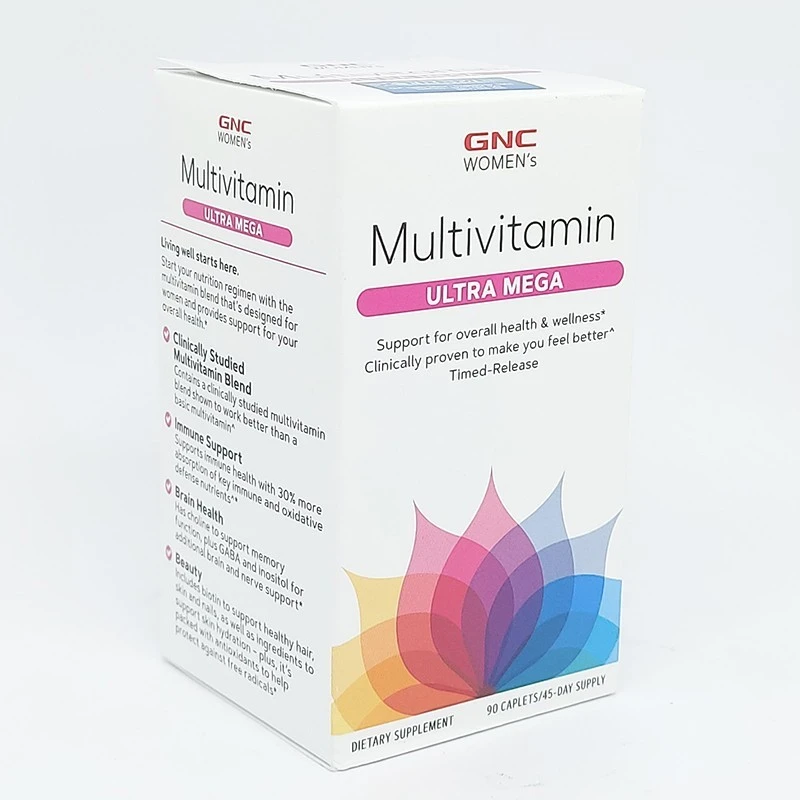 GNC
WOMEN's
Multivitamin
ULTRA MEGA
Living well starts here.
Start your nutrition regimen with the
multivitamin blend that's designed for
women and provides support for your
overall health.*
Clinically Studied
Multivitamin Blend
Contains a clinically studied multivitamin
blend shown to work better than a
basic multivitamin^
Immune Support
Supports immune health with 30% more
absorption of key immune and oxidative
defense nutrients^*
Brain Health
Has choline to support memory
function, plus GABA and inositol for
additional brain and nerve support*
Beauty
Includes biotin to support healthy hair,
skin and nails, as well as ingredients to
support skin hydration – plus, it's
packed with antioxidants to help
protect against free radicals*
GNC
WOMEN's
Multivitamin
ULTRA MEGA
Support for overall health & wellness*
Clinically proven to make you feel better^
Timed-Release
DIETARY SUPPLEMENT
90 CAPLETS/45-DAY SUPPLY